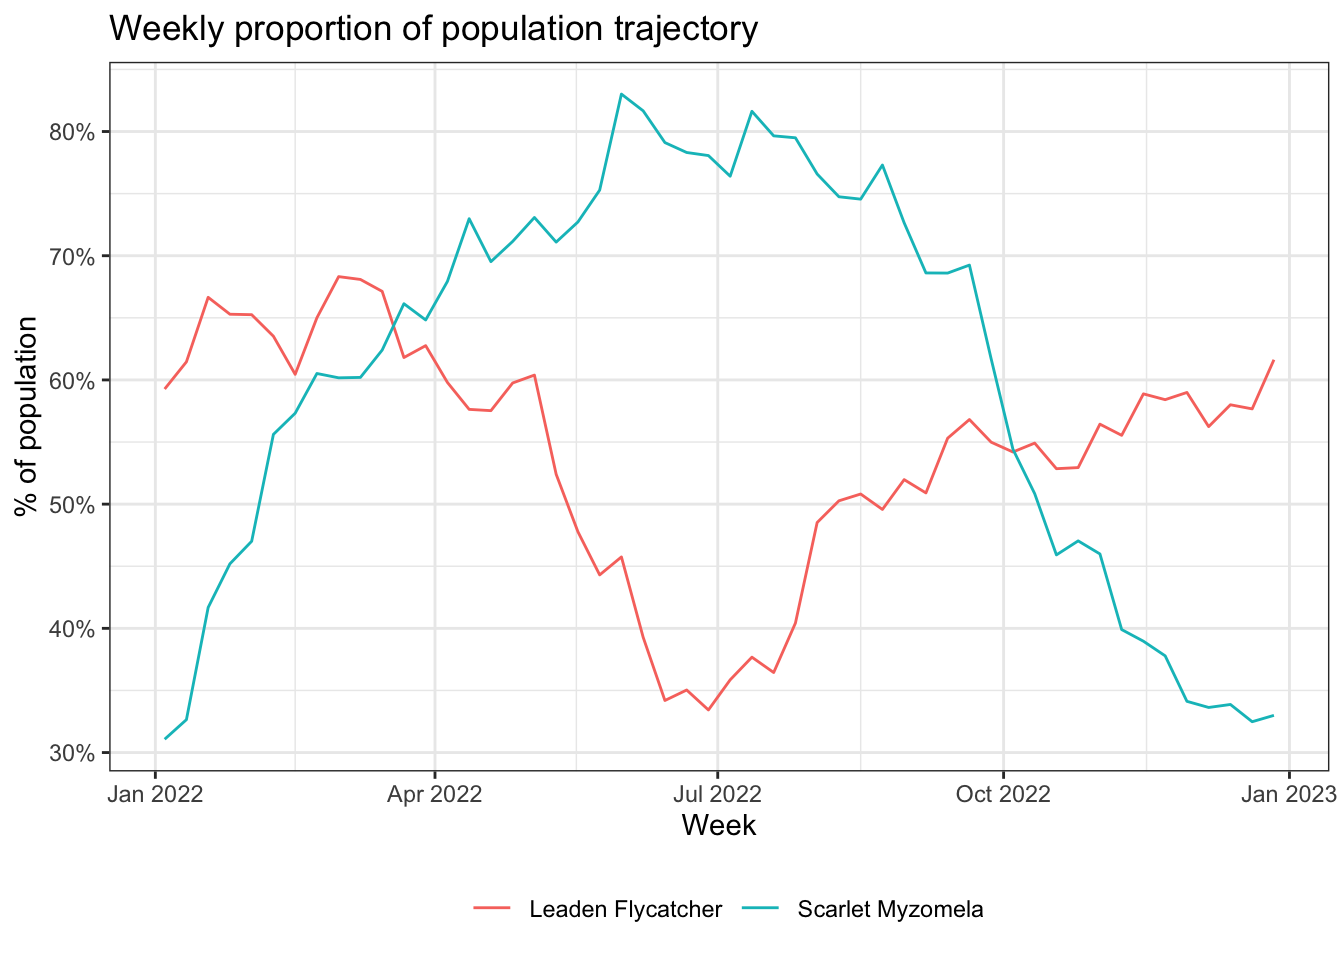 Weekly proportion of population trajectory
% of population
80%
70%
60%
50%
40%
30%
Jan 2022 Apr 2022 Jul 2022 Oct 2022 Jan 2023
Week
Leaden Flycatcher Scarlet Myzomela